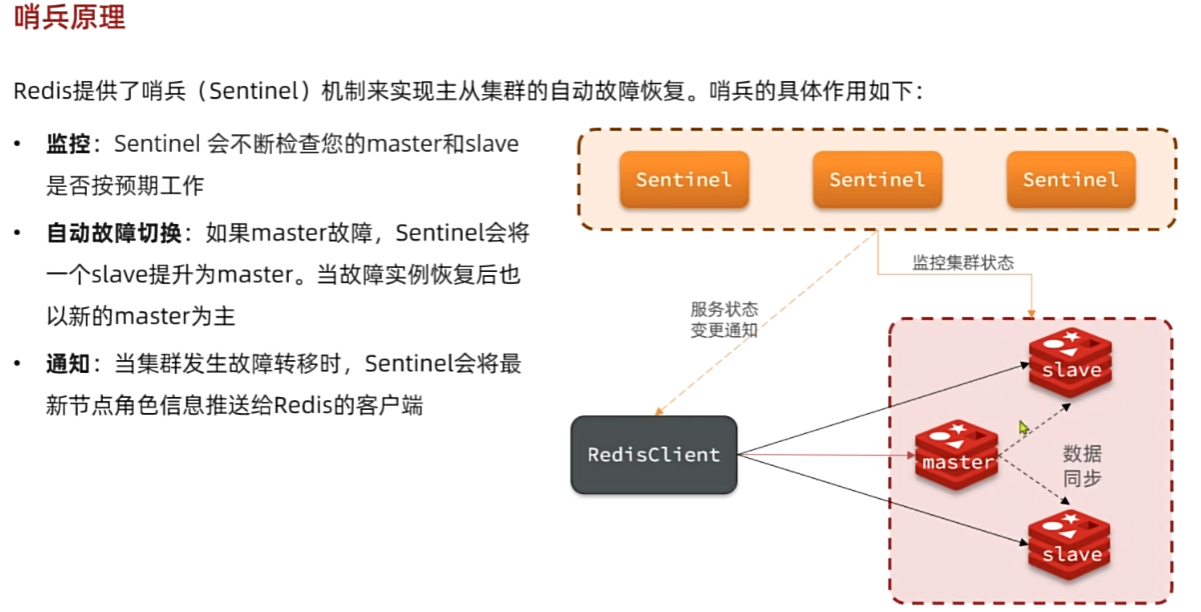 哨兵原理
Redis提供了哨兵（Sentinel）机制来实现主从集群的自动故障恢复。哨兵的具体作用如下：
• 监控：Sentinel 会不断检查您的master和slave
是否按预期工作
• 自动故障切换：如果master故障，Sentinel会将
一个slave提升为master。当故障实例恢复后也
以新的master为主
• 通知：当集群发生故障转移时，Sentinel会将最
新节点角色信息推送给Redis的客户端
Sentinel
Sentinel
Sentinel
监控集群状态
服务状态
变更通知
slave
RedisClient
master
数据
同步
slave